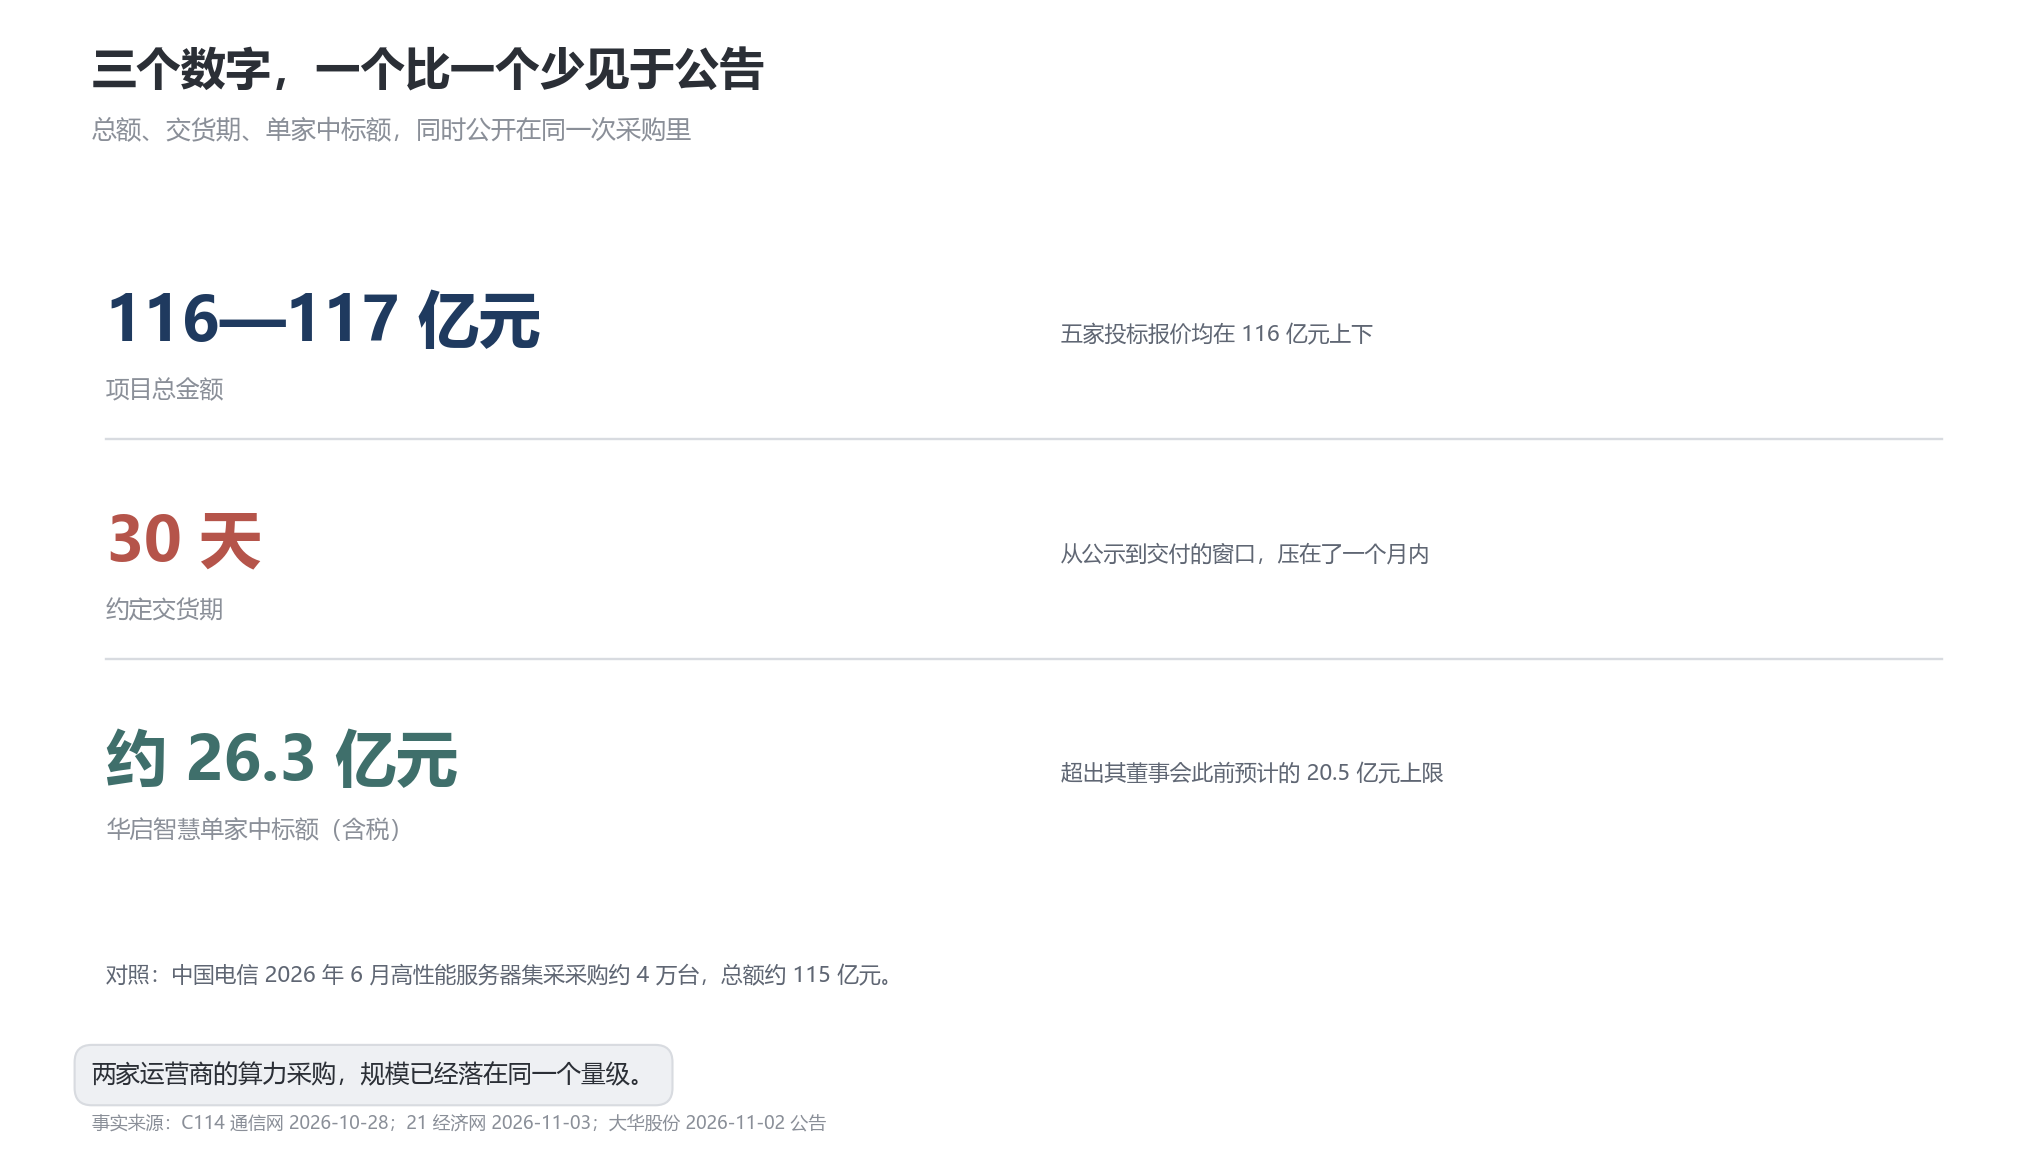 三个数字，一个比一个少见于公告
总额、交货期、单家中标额，同时公开在同一次采购里
116—117 亿元
五家投标报价均在 116 亿元上下
项目总金额
30 天
从公示到交付的窗口，压在了一个月内
约定交货期
约 26.3 亿元
超出其董事会此前预计的 20.5 亿元上限
华启智慧单家中标额（含税）
对照：中国电信 2026 年 6 月高性能服务器集采采购约 4 万台，总额约 115 亿元。
两家运营商的算力采购，规模已经落在同一个量级。
事实来源：C114 通信网 2026-10-28；21 经济网 2026-11-03；大华股份 2026-11-02 公告